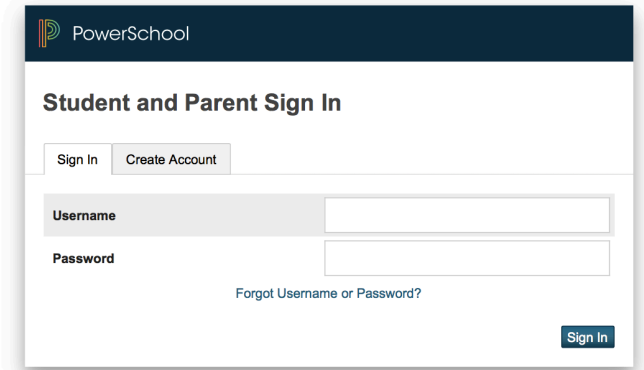 PowerSchool
Student and Parent Sign In
Sign In
Create Account
Username
Password
Forgot Username or Password?
Sign In